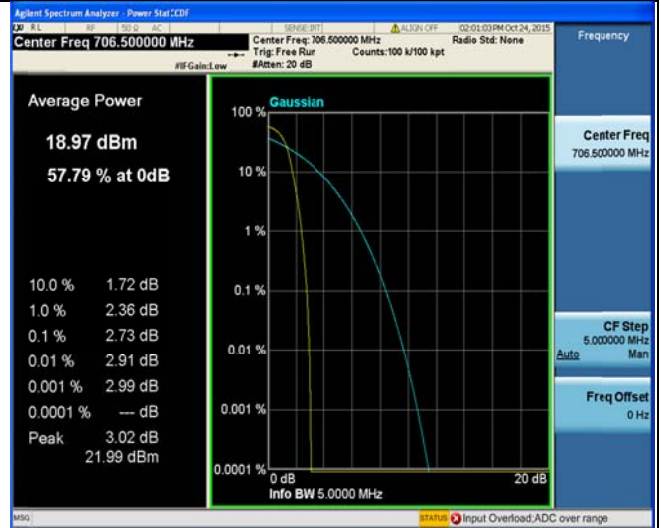 Agilent Spectrum Analyzer - Power Stat CCDF
RL RF 50 Ω AC SENSE:INT ALIGN OFF 02:01:03 PM Oct 24, 2015
Center Freq 706.500000 MHz
Center Freq: 706.500000 MHz Radio Std: None
Trig: Free Run Counts:100 k/100 kpt
#IFGain:Low #Atten: 20 dB
Average Power
18.97 dBm
57.79 % at 0dB
10.0 % 1.72 dB
1.0 % 2.36 dB
0.1 % 2.73 dB
0.01 % 2.91 dB
0.001 % 2.99 dB
0.0001 % --- dB
Peak 3.02 dB
21.99 dBm
Gaussian
100 %
10 %
1 %
0.1 %
0.01 %
0.001 %
0.0001 %
0 dB 20 dB
Info BW 5.0000 MHz
Frequency
Center Freq
706.500000 MHz
CF Step
5.000000 MHz
Auto Man
Freq Offset
0 Hz
MSG STATUS Input Overload;ADC over range